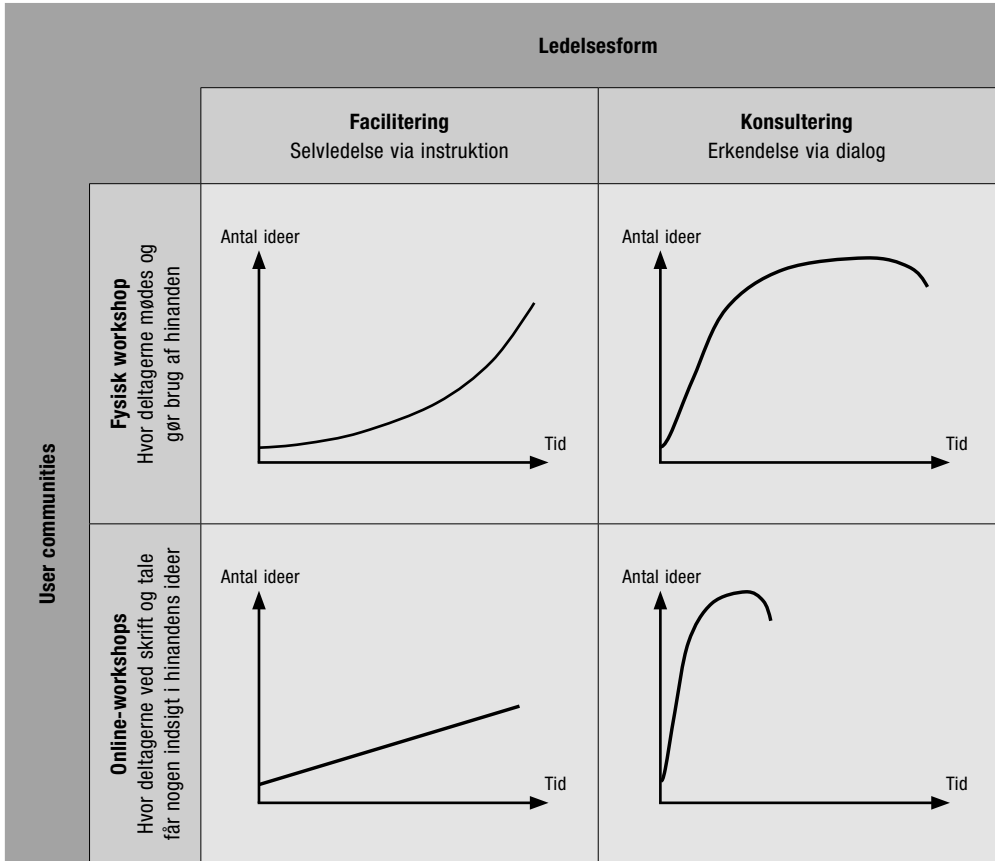 Ledelsesform
Facilitering
Selvledelse via instruktion
Konsultering
Erkendelse via dialog
User communities
Fysisk workshop
Hvor deltagerne mødes og
gør brug af hinanden
Antal ideer
Tid
Antal ideer
Tid
Online-workshops
Hvor deltagerne ved skrift og tale
får nogen indsigt i hinandens ideer
Antal ideer
Tid
Antal ideer
Tid